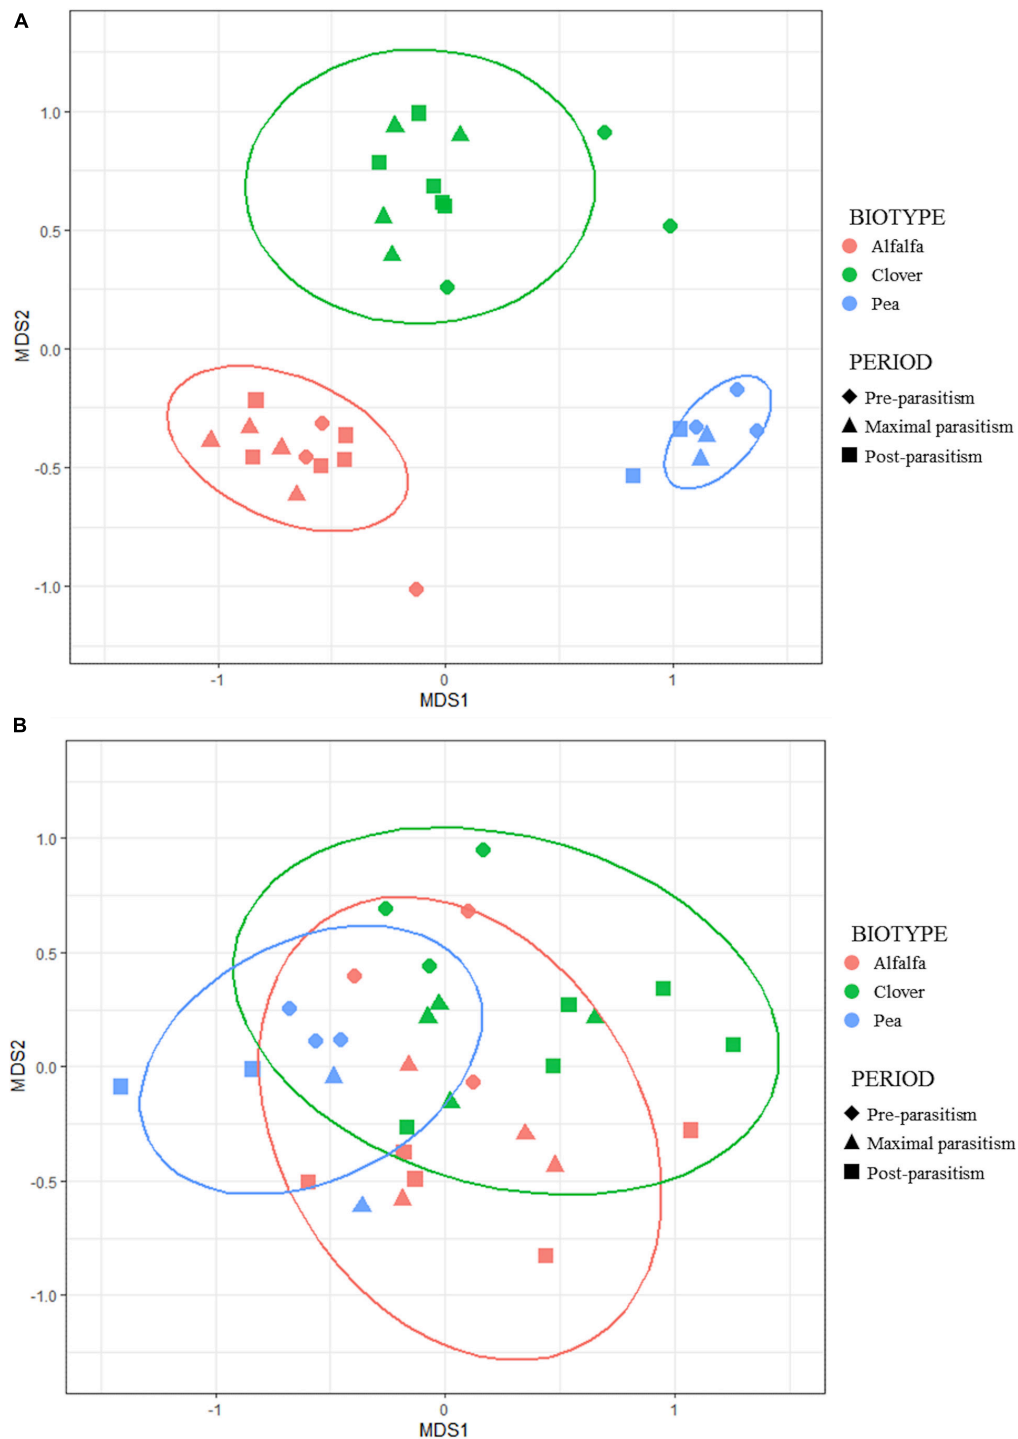 A
1.0
0.5
0.0
-0.5
-1.0
MDS2
-1
0
1
MDS1
BIOTYPE
Alfalfa
Clover
Pea
PERIOD
Pre-parasitism
Maximal parasitism
Post-parasitism
B
1.0
0.5
0.0
-0.5
-1.0
MDS2
-1
0
1
MDS1
BIOTYPE
Alfalfa
Clover
Pea
PERIOD
Pre-parasitism
Maximal parasitism
Post-parasitism